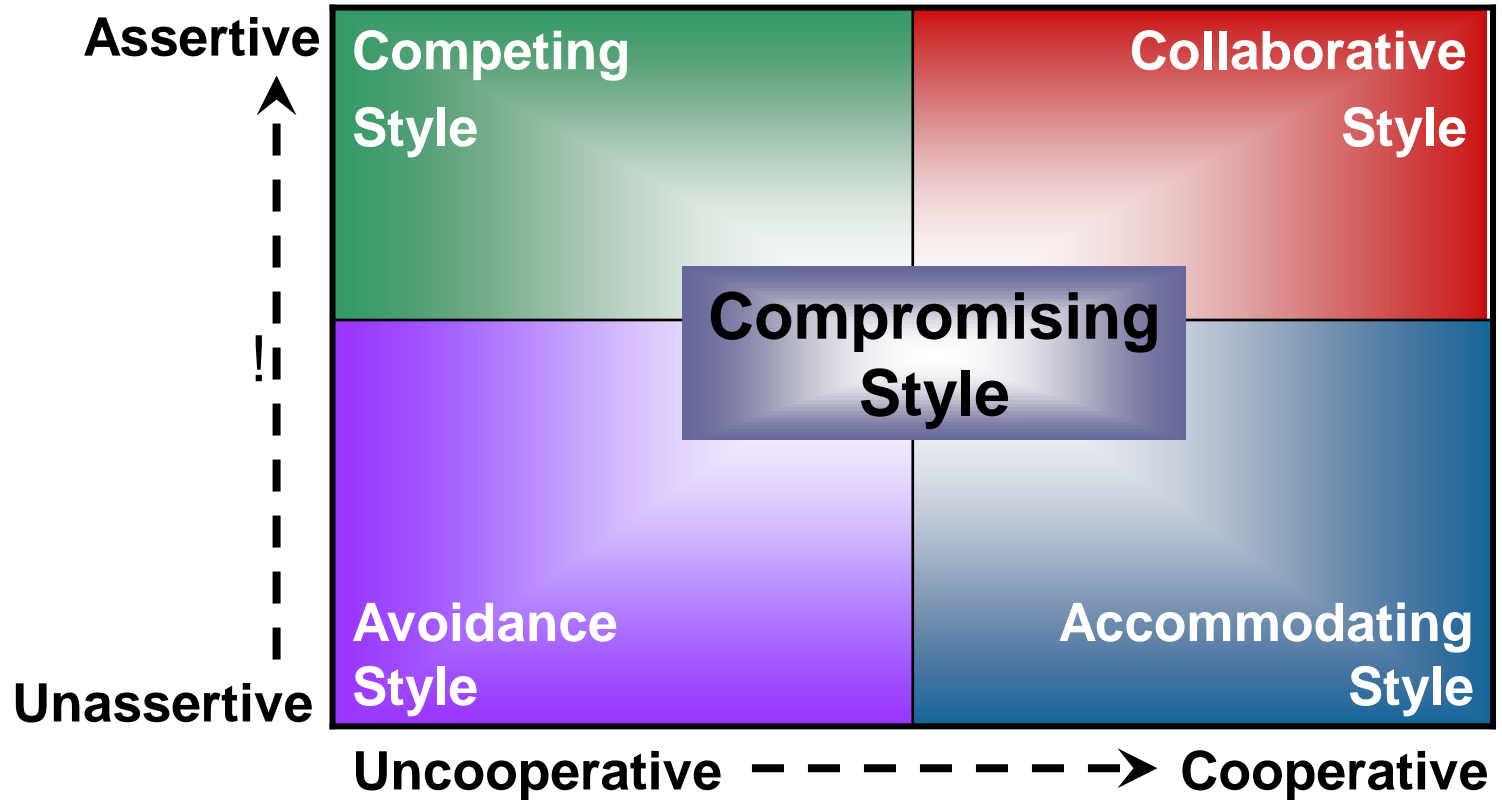 Assertive
Competing
Style
Collaborative
Style
!
Compromising
Style
Avoidance
Style
Accommodating
Style
Unassertive
Uncooperative
Cooperative